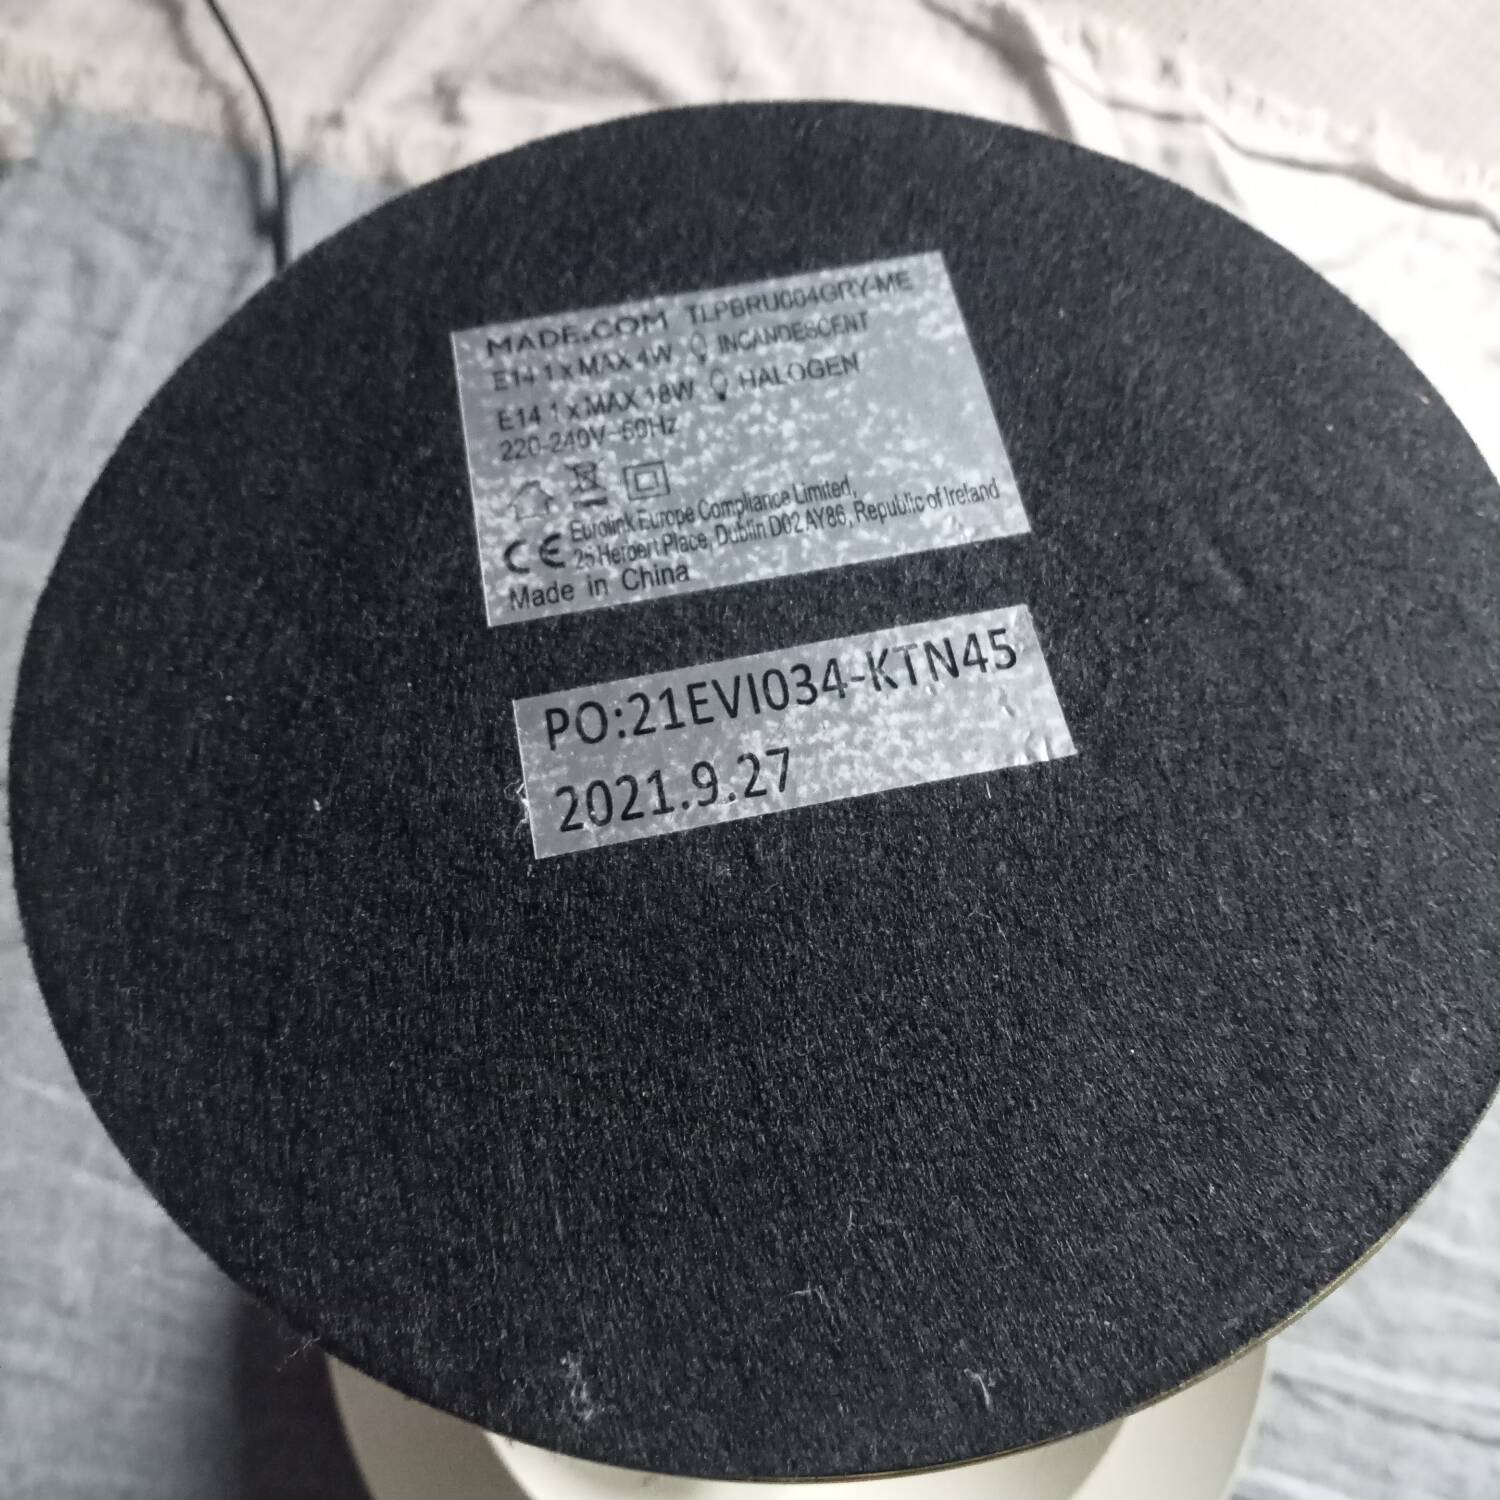 MADE.COM TLPBRU004GRY-ME
E14 1 x MAX 4W INCANDESCENT
E14 1 x MAX 18W HALOGEN
220-240V~50Hz
CE Eurolink Europe Compliance Limited,
25 Herbert Place, Dublin D02 AY86, Republic of Ireland
Made in China
PO:21EVI034-KTN45
2021.9.27